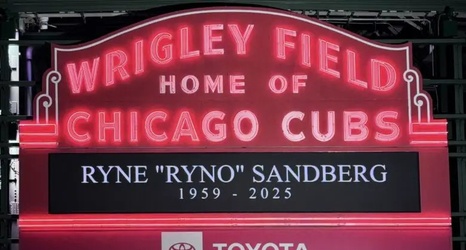 WRIGLEY FIELD
HOME OF
CHICAGO CUBS
RYNE "RYNO" SANDBERG
1959 - 2025
TOYOTA